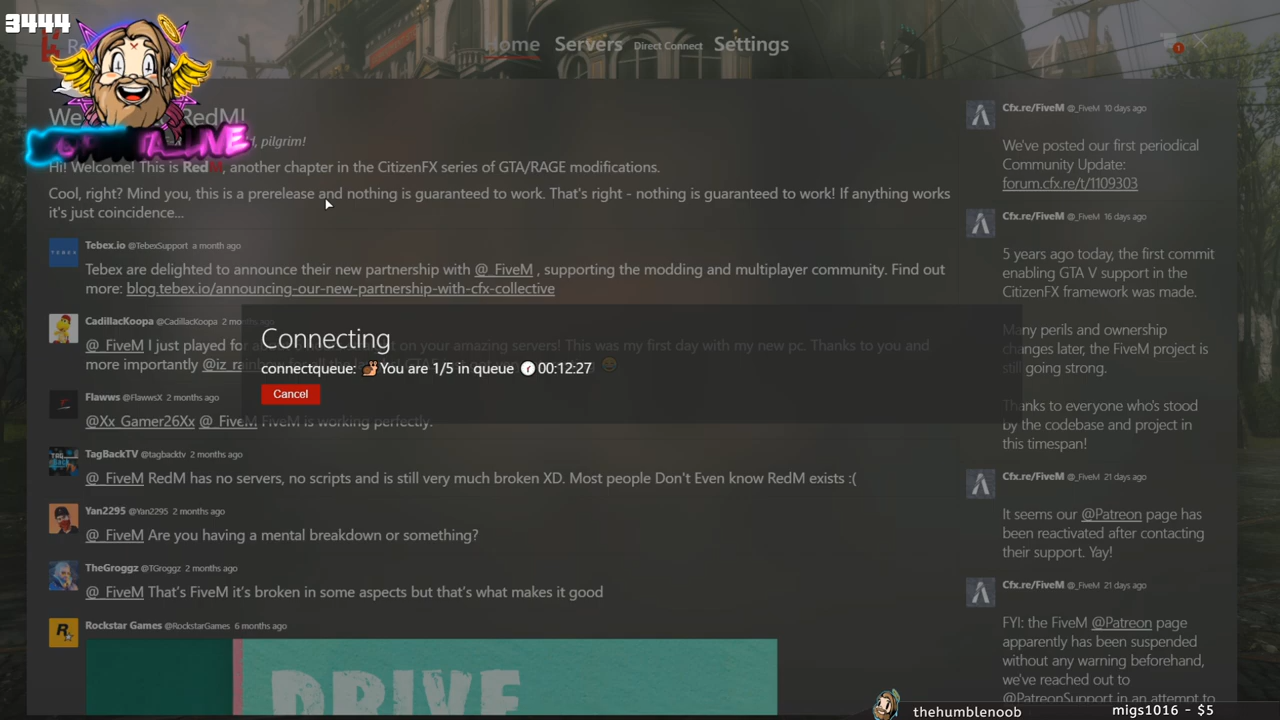 3444
Home Servers Direct Connect Settings
1
RedM!
pilgrim!
Hi! Welcome! This is RedM, another chapter in the CitizenFX series of GTA/RAGE modifications.
Cool, right? Mind you, this is a prerelease and nothing is guaranteed to work. That's right - nothing is guaranteed to work! If anything works
it's just coincidence...
Tebex.io @TebexSupport a month ago
Tebex are delighted to announce their new partnership with @_FiveM , supporting the modding and multiplayer community. Find out
more: blog.tebex.io/announcing-our-new-partnership-with-cfx-collective
CadillacKoopa @CadillacKoopa 2 months ago
@_FiveM I just played for on your amazing servers! This was my first day with my new pc. Thanks to you and
more importantly
Connecting
connectqueue: 🐌You are 1/5 in queue 🕐00:12:27
Cancel
Flawws @FlawwsX 2 months ago
@Xx_Gamer26Xx @_FiveM FiveM is working perfectly.
TagBackTV @tagbacktv 2 months ago
@_FiveM RedM has no servers, no scripts and is still very much broken XD. Most people Don't Even know RedM exists :(
Yan2295 @Yan2295 2 months ago
@_FiveM Are you having a mental breakdown or something?
TheGroggz @TGroggz 2 months ago
@_FiveM That's FiveM it's broken in some aspects but that's what makes it good
Rockstar Games @RockstarGames 6 months ago
DRIVE
Cfx.re/FiveM @_FiveM 10 days ago
We've posted our first periodical
Community Update:
forum.cfx.re/t/1109303
Cfx.re/FiveM @_FiveM 16 days ago
5 years ago today, the first commit
enabling GTA V support in the
CitizenFX framework was made.
Many perils and ownership
changes later, the FiveM project is
still going strong.
Thanks to everyone who's stood
by the codebase and project in
this timespan!
Cfx.re/FiveM @_FiveM 21 days ago
It seems our @Patreon page has
been reactivated after contacting
their support. Yay!
Cfx.re/FiveM @_FiveM 21 days ago
FYI: the FiveM @Patreon page
apparently has been suspended
without any warning beforehand,
we've reached out to
@PatreonSupport in an attempt to
thehumblenoob
migs1016 - $5